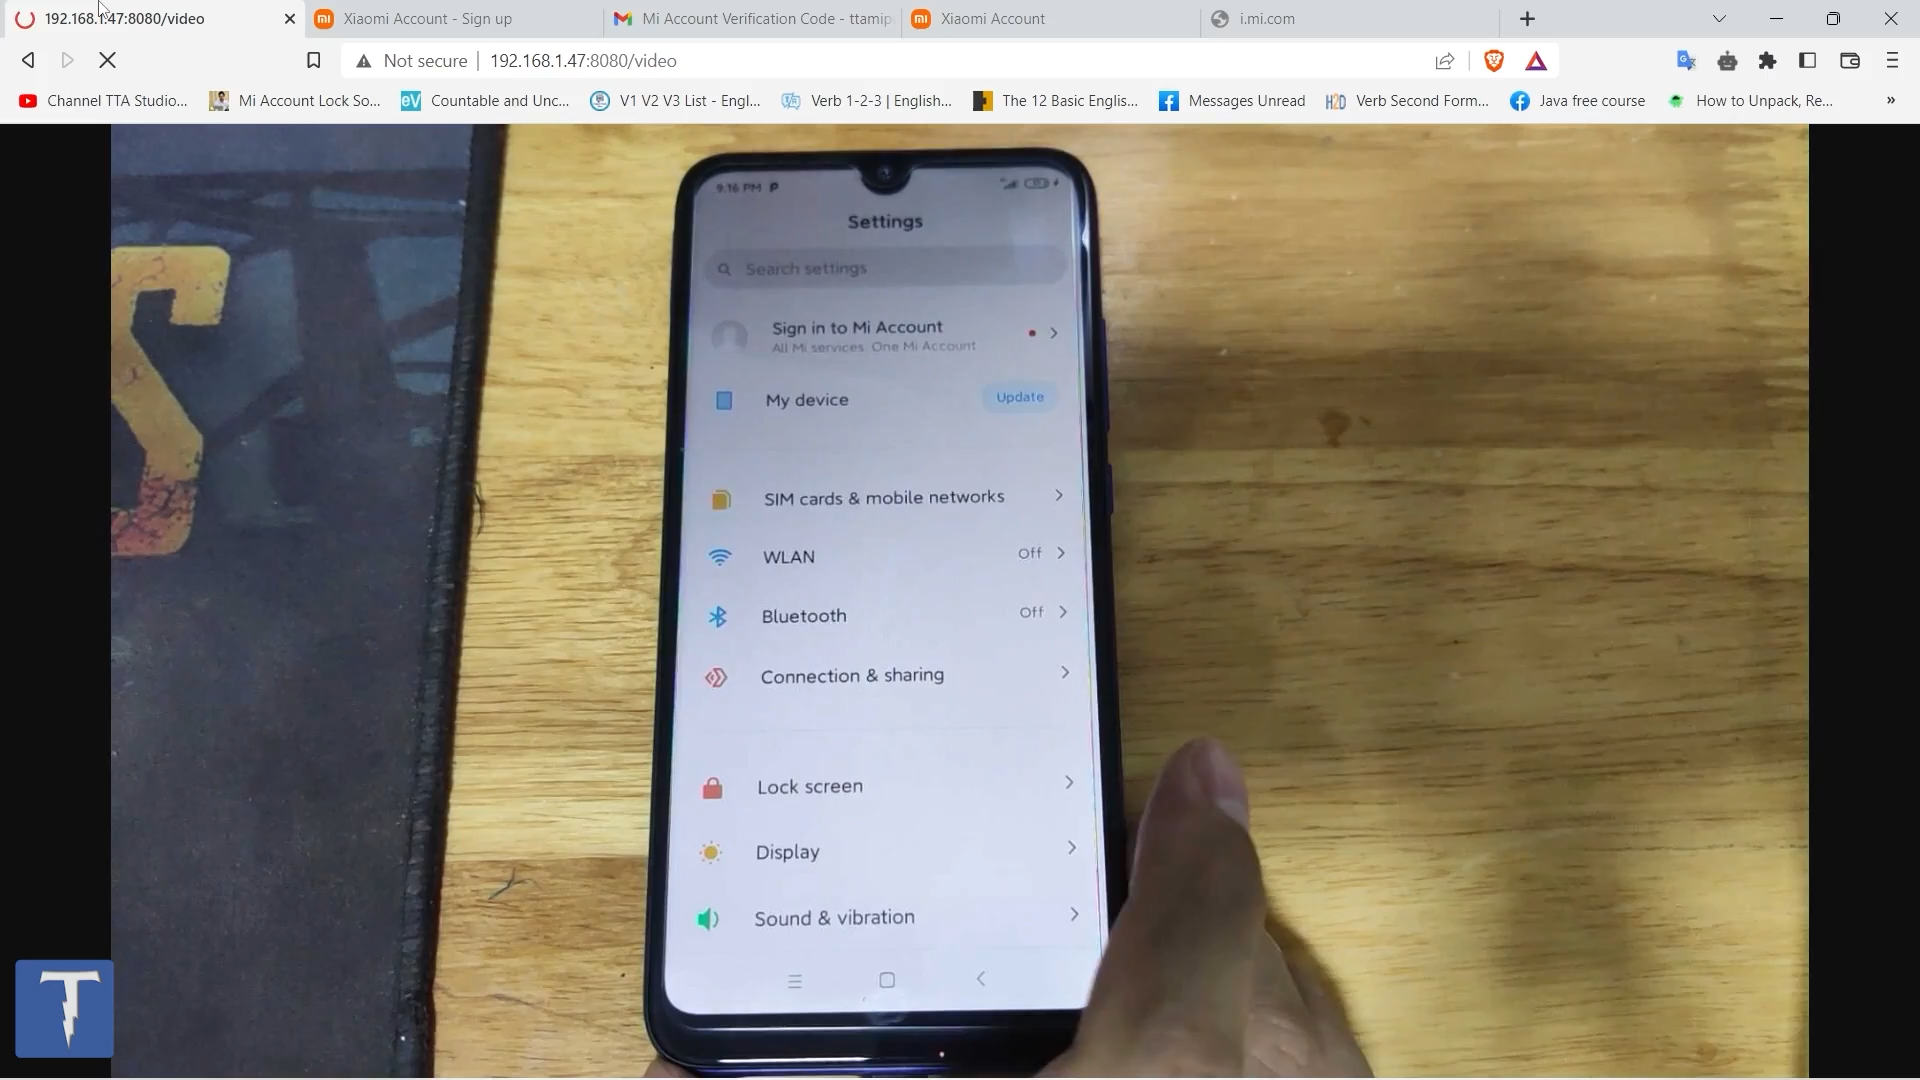 192.168.1.47:8080/video
Xiaomi Account - Sign up
Mi Account Verification Code - ttamip
Xiaomi Account
i.mi.com
Not secure
192.168.1.47:8080/video
Channel TTA Studio...
Mi Account Lock So...
Countable and Unc...
V1 V2 V3 List - Engl...
Verb 1-2-3 | English...
The 12 Basic Englis...
Messages Unread
Verb Second Form...
Java free course
How to Unpack, Re...
»
9:16 PM
Settings
Search settings
Sign in to Mi Account
All Mi services. One Mi Account
My device
Update
SIM cards & mobile networks
WLAN
Off
Bluetooth
Off
Connection & sharing
Lock screen
Display
Sound & vibration
S
T